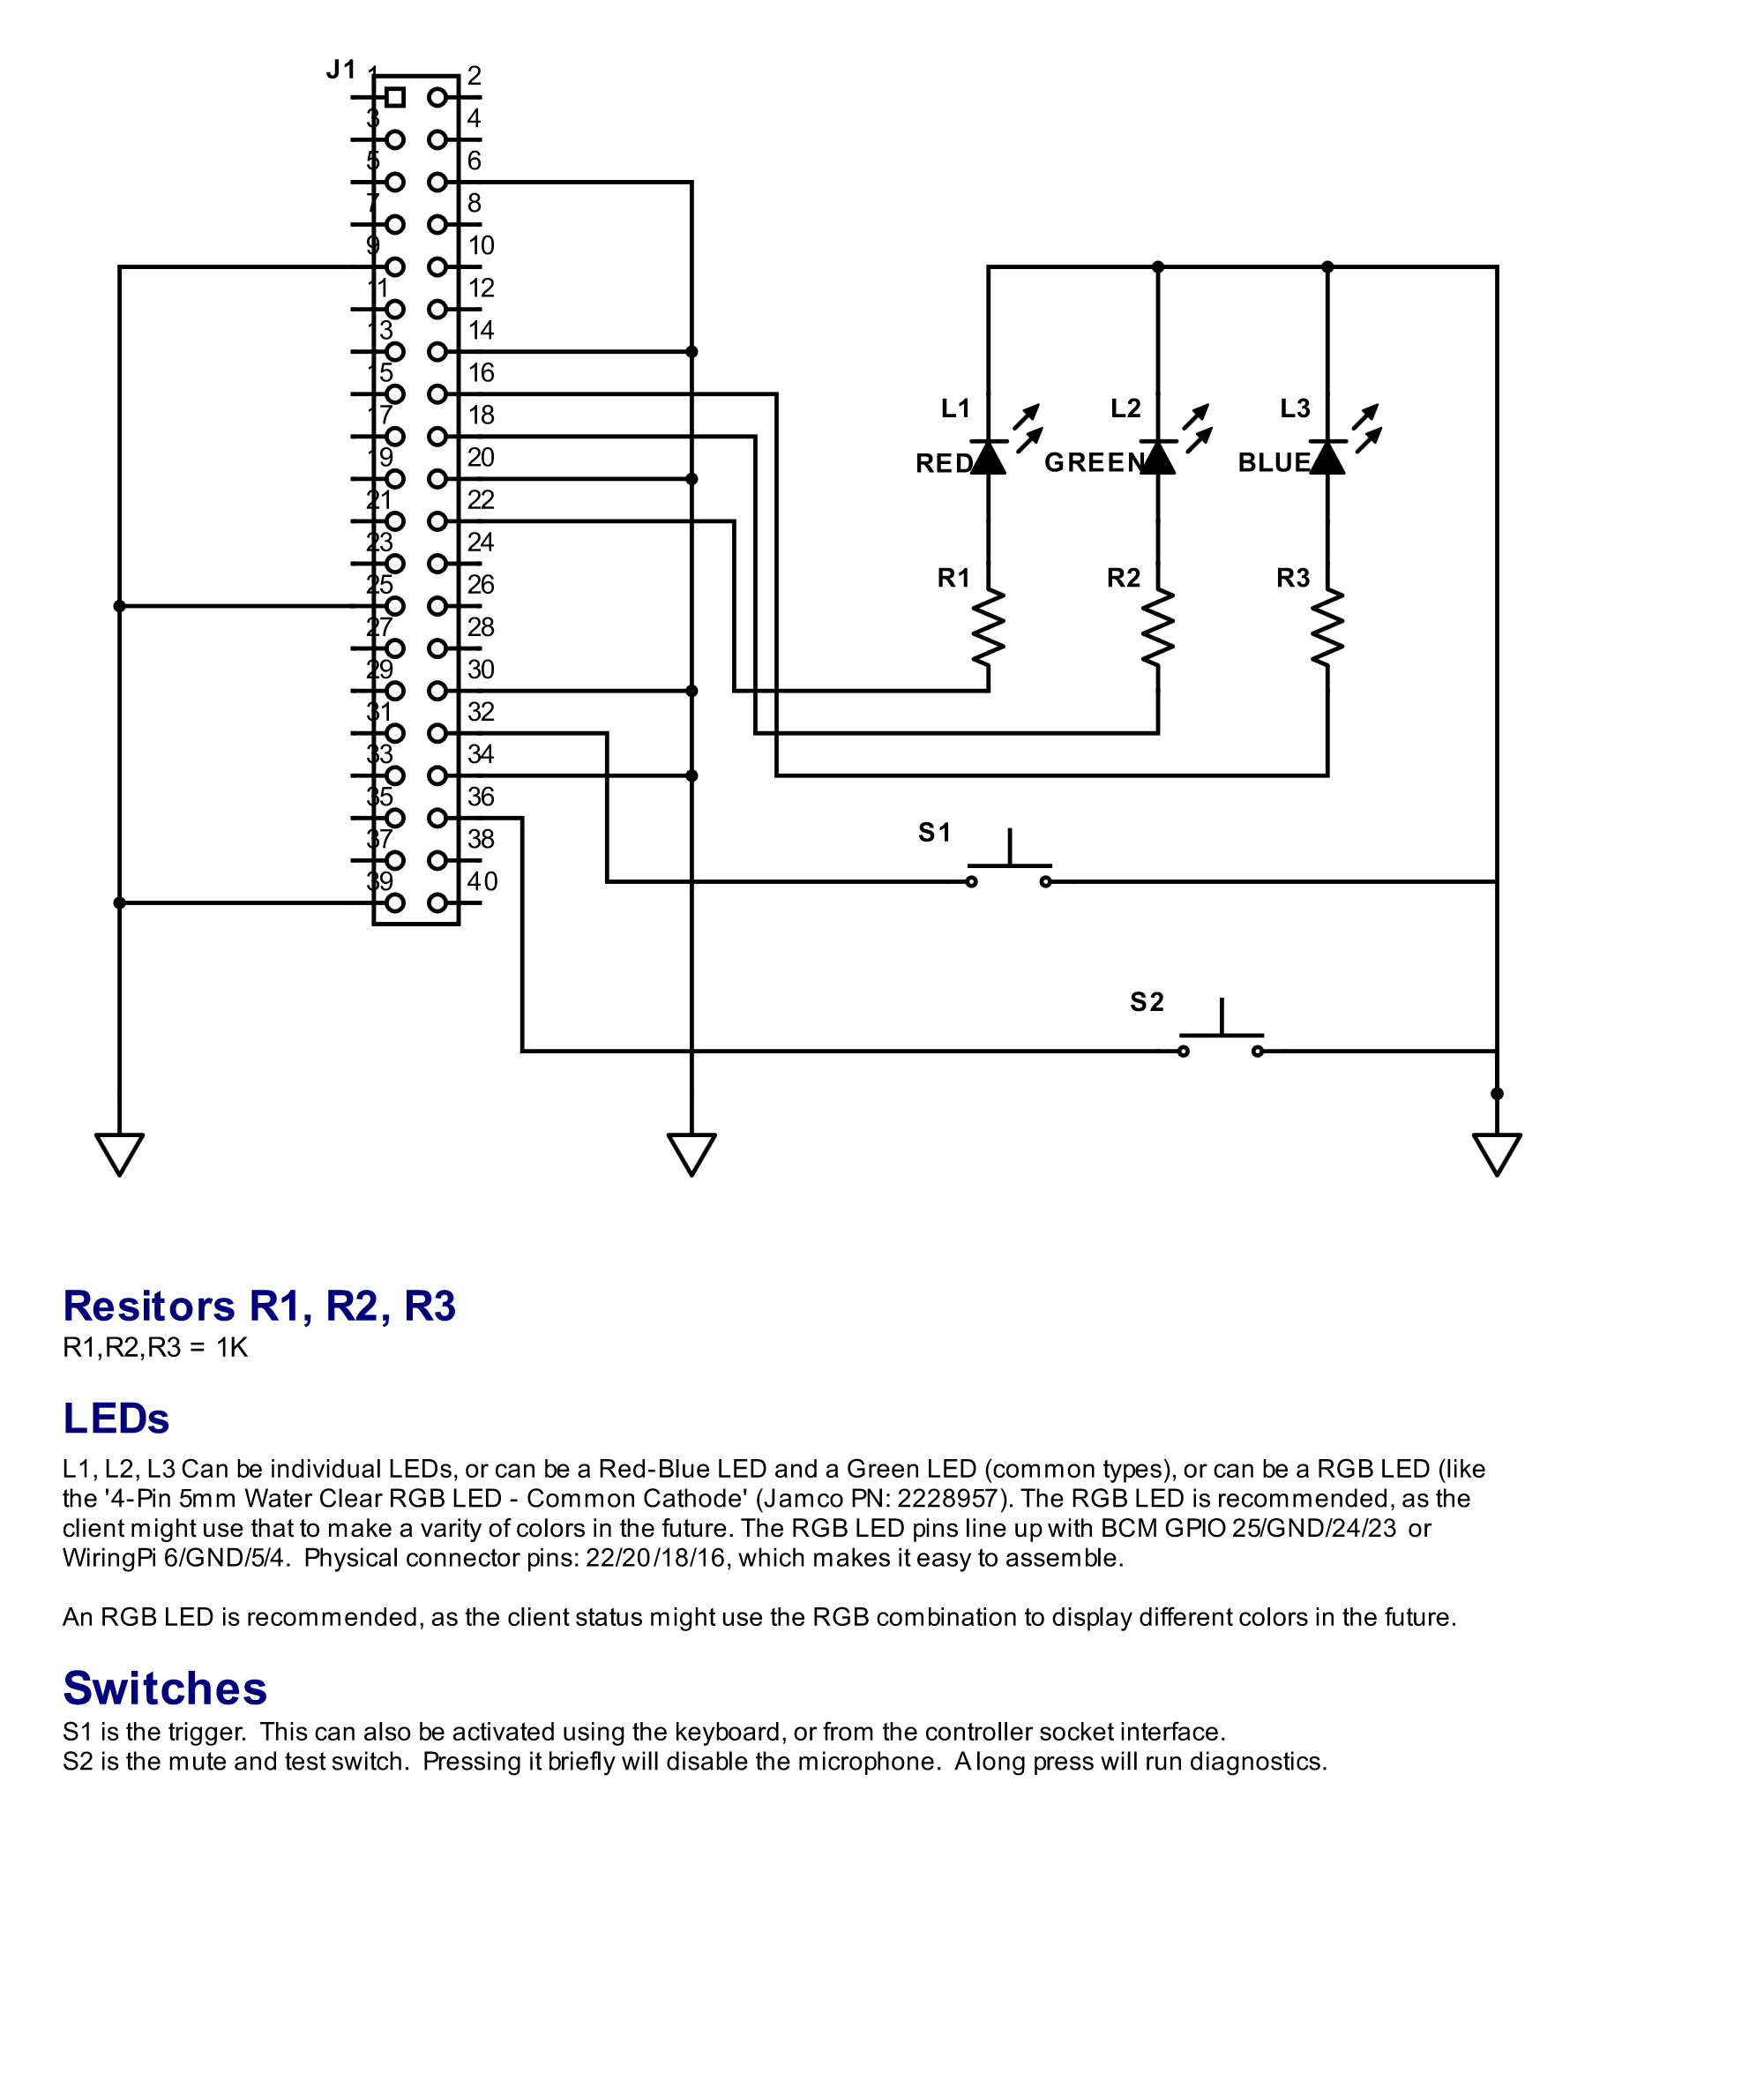 J1 1 2
3 4
5 6
7 8
9 10
11 12
13 14
15 16
17 18
19 20
21 22
23 24
25 26
27 28
29 30
31 32
33 34
35 36
37 38
39 40
L1 L2 L3
RED GREEN BLUE
R1 R2 R3
S1
S2
Resitors R1, R2, R3
R1,R2,R3 = 1K
LEDs
L1, L2, L3 Can be individual LEDs, or can be a Red-Blue LED and a Green LED (common types), or can be a RGB LED (like
the '4-Pin 5mm Water Clear RGB LED - Common Cathode' (Jamco PN: 2228957). The RGB LED is recommended, as the
client might use that to make a varity of colors in the future. The RGB LED pins line up with BCM GPIO 25/GND/24/23 or
WiringPi 6/GND/5/4. Physical connector pins: 22/20/18/16, which makes it easy to assemble.
An RGB LED is recommended, as the client status might use the RGB combination to display different colors in the future.
Switches
S1 is the trigger. This can also be activated using the keyboard, or from the controller socket interface.
S2 is the mute and test switch. Pressing it briefly will disable the microphone. A long press will run diagnostics.